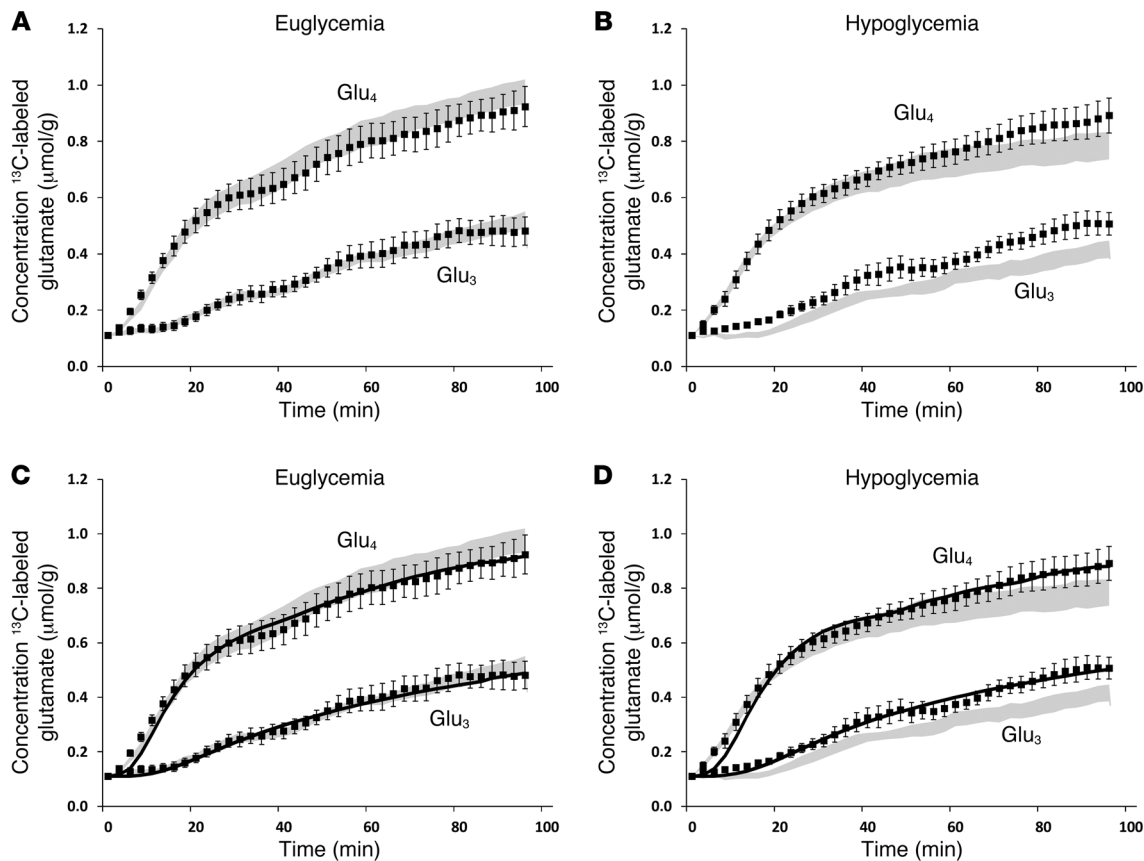 A
Euglycemia
Concentration ¹³C-labeled
glutamate (μmol/g)
1.2
1.0
0.8
0.6
0.4
0.2
0.0
Glu₄
Glu₃
0 20 40 60 80 100
Time (min)
B
Hypoglycemia
Concentration ¹³C-labeled
glutamate (μmol/g)
1.2
1.0
0.8
0.6
0.4
0.2
0.0
Glu₄
Glu₃
0 20 40 60 80 100
Time (min)
C
Euglycemia
Concentration ¹³C-labeled
glutamate (μmol/g)
1.2
1.0
0.8
0.6
0.4
0.2
0.0
Glu₄
Glu₃
0 20 40 60 80 100
Time (min)
D
Hypoglycemia
Concentration ¹³C-labeled
glutamate (μmol/g)
1.2
1.0
0.8
0.6
0.4
0.2
0.0
Glu₄
Glu₃
0 20 40 60 80 100
Time (min)